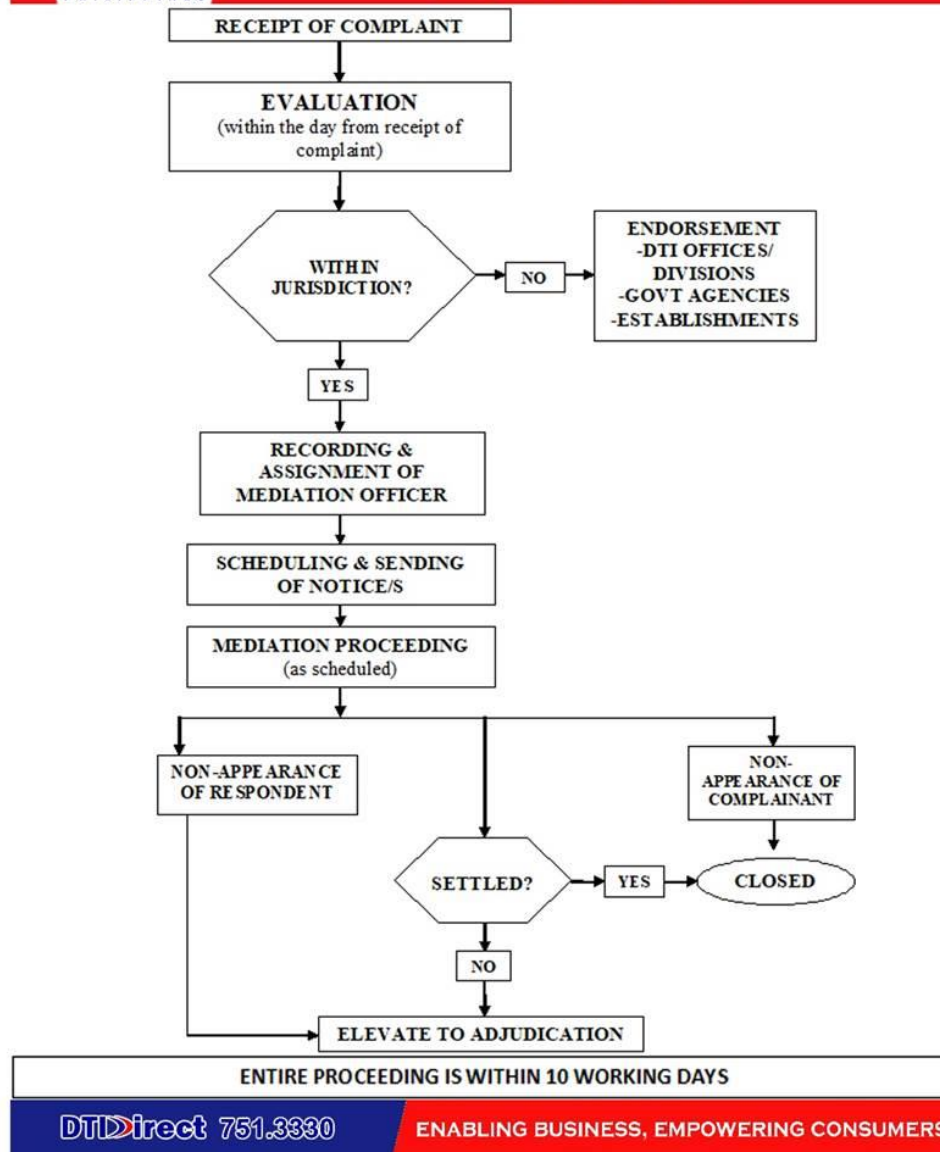 RECEIPT OF COMPLAINT
EVALUATION
(within the day from receipt of
complaint)
WITHIN
JURISDICTION?
NO
ENDORSEMENT
-DTI OFFICES/
DIVISIONS
-GOVT AGENCIES
-ESTABLISHMENTS
YES
RECORDING &
ASSIGNMENT OF
MEDIATION OFFICER
SCHEDULING & SENDING
OF NOTICE/S
MEDIATION PROCEEDING
(as scheduled)
NON-APPEARANCE
OF RESPONDENT
NON-
APPEARANCE OF
COMPLAINANT
SETTLED?
YES
CLOSED
NO
ELEVATE TO ADJUDICATION
ENTIRE PROCEEDING IS WITHIN 10 WORKING DAYS
DTIDirect 751.3330
ENABLING BUSINESS, EMPOWERING CONSUMERS